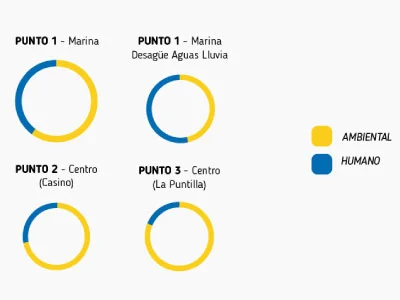 PUNTO 1 - Marina
PUNTO 1 - Marina
Desagüe Aguas Lluvia
PUNTO 2 - Centro
(Casino)
PUNTO 3 - Centro
(La Puntilla)
AMBIENTAL
HUMANO